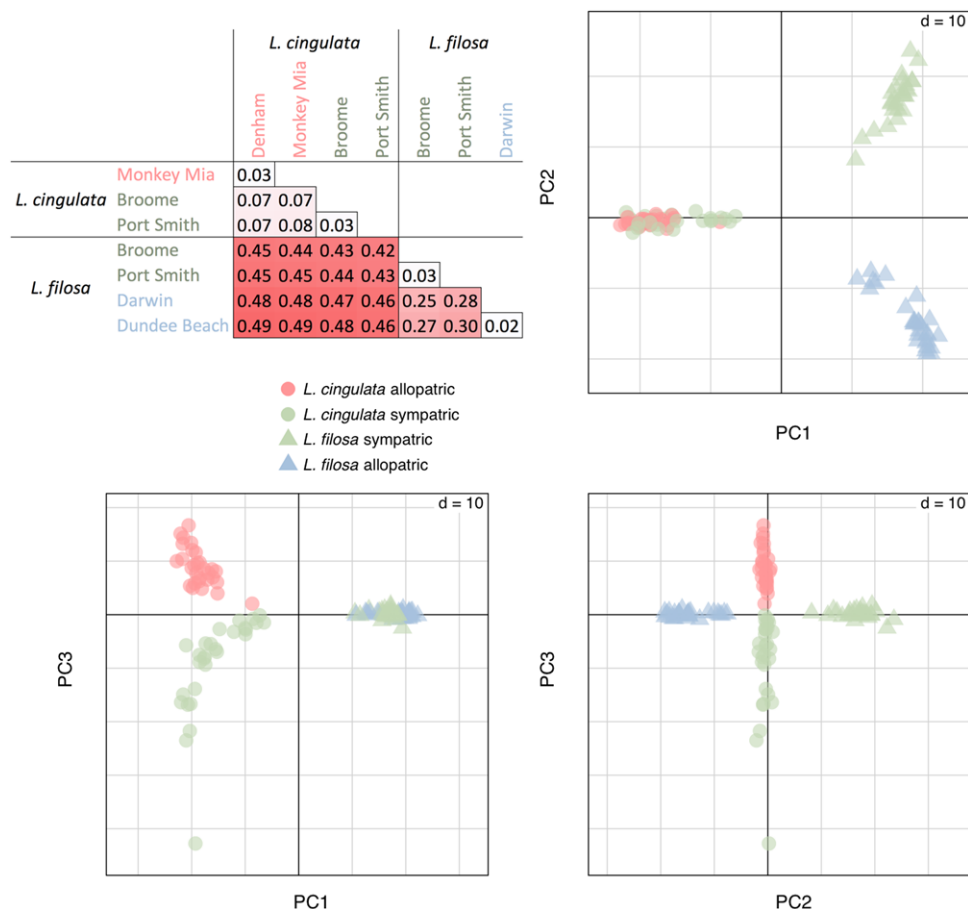 L. cingulata L. filosa
Denham Monkey Mia Broome Port Smith Broome Port Smith Darwin
L. cingulata
Monkey Mia 0.03
Broome 0.07 0.07
Port Smith 0.07 0.08 0.03
L. filosa
Broome 0.45 0.44 0.43 0.42
Port Smith 0.45 0.45 0.44 0.43 0.03
Darwin 0.48 0.48 0.47 0.46 0.25 0.28
Dundee Beach 0.49 0.49 0.48 0.46 0.27 0.30 0.02
d = 10
PC2
PC1
L. cingulata allopatric
L. cingulata sympatric
L. filosa sympatric
L. filosa allopatric
d = 10
PC3
PC1
d = 10
PC3
PC2